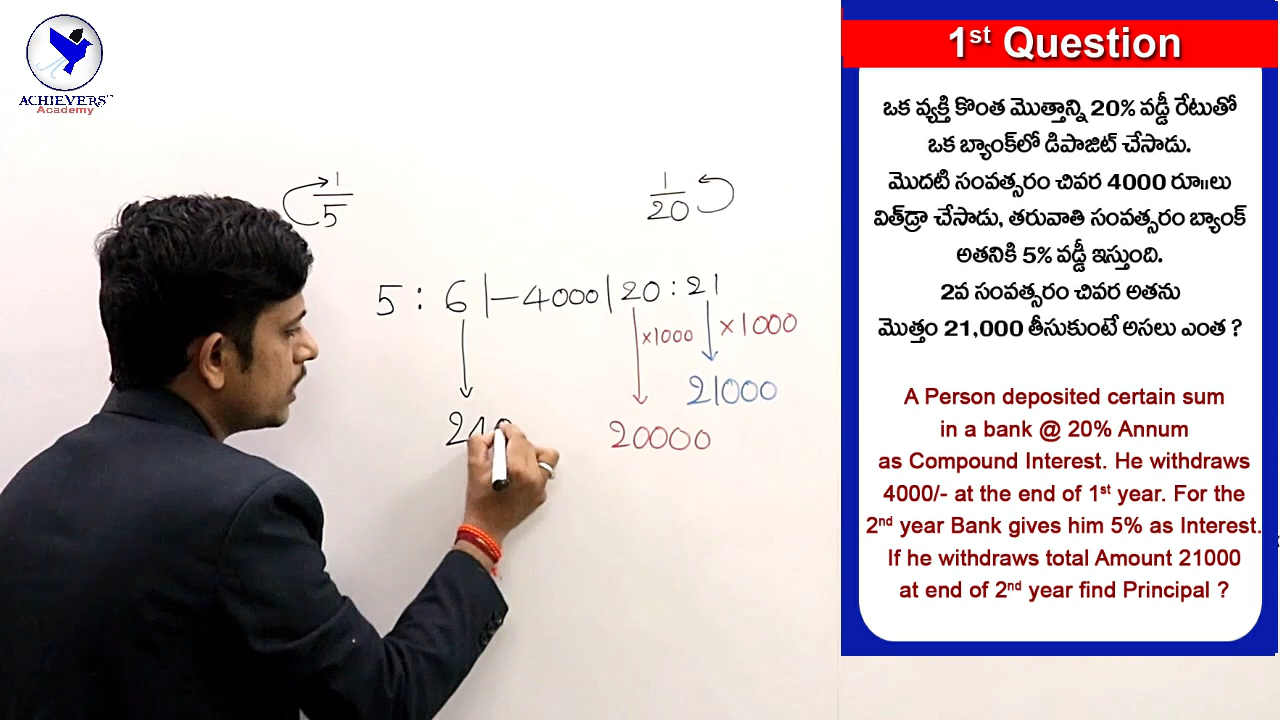 ACHIEVERS
Academy
1
5
1
20
5 : 6 |— 4000 | 20 : 21
×1000
×1000
21000
20000
1st Question
ఒక వ్యక్తి కొంత మొత్తాన్ని 20% వడ్డీ రేటుతో
ఒక బ్యాంక్‌లో డిపాజిట్ చేసాడు.
మొదటి సంవత్సరం చివర 4000 రూ॥లు
విత్‌డ్రా చేసాడు, తరువాతి సంవత్సరం బ్యాంక్
అతనికి 5% వడ్డీ ఇస్తుంది.
2వ సంవత్సరం చివర అతను
మొత్తం 21,000 తీసుకుంటే అసలు ఎంత ?
A Person deposited certain sum
in a bank @ 20% Annum
as Compound Interest. He withdraws
4000/- at the end of 1st year. For the
2nd year Bank gives him 5% as Interest.
If he withdraws total Amount 21000
at end of 2nd year find Principal ?